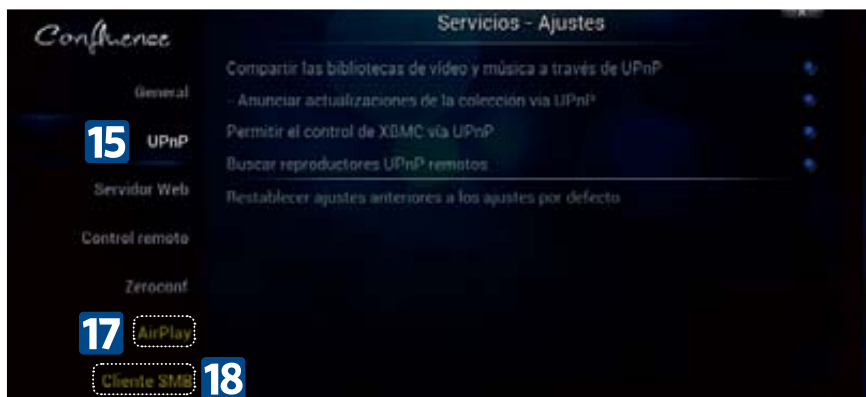 Confluence
Servicios - Ajustes
General
15 UPnP
Servidor Web
Control remoto
Zeroconf
17 AirPlay
Cliente SMB 18
Compartir las bibliotecas de vídeo y música a través de UPnP
- Anunciar actualizaciones de la colección vía UPnP
Permitir el control de XBMC vía UPnP
Buscar reproductores UPnP remotos
Restablecer ajustes anteriores a los ajustes por defecto